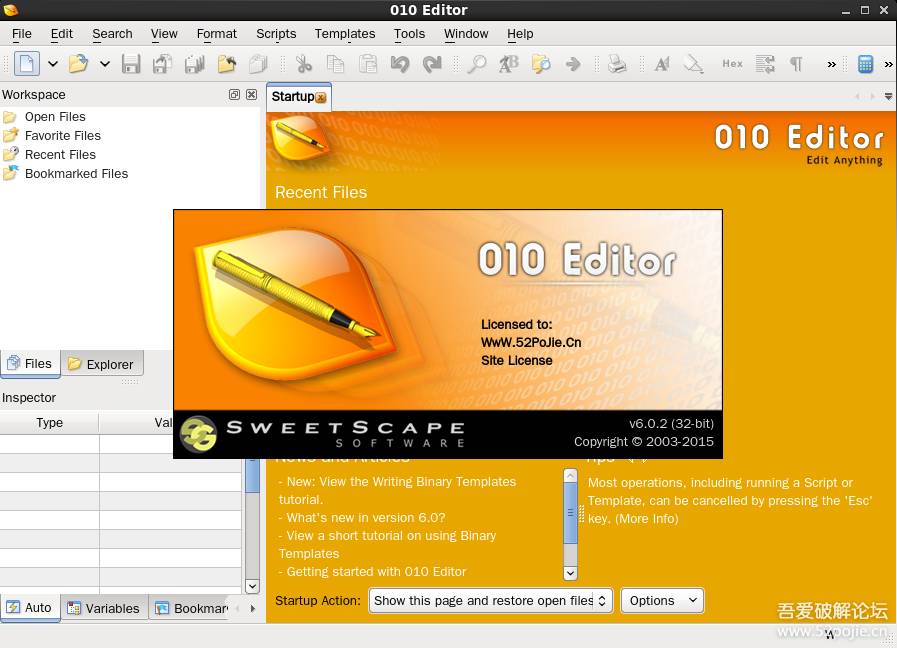 010 Editor
File Edit Search View Format Scripts Templates Tools Window Help
Hex
Workspace
Startup
Open Files
Favorite Files
Recent Files
Bookmarked Files
010 Editor
Edit Anything
Recent Files
010 Editor
Licensed to:
WwW.52PoJie.Cn
Site License
SWEETSCAPE
SOFTWARE
v6.0.2 (32-bit)
Copyright © 2003-2015
Files Explorer
Inspector
Type Val
News and Articles
- New: View the Writing Binary Templates
tutorial.
- What's new in version 6.0?
- View a short tutorial on using Binary
Templates
- Getting started with 010 Editor
Tips
Most operations, including running a Script or
Template, can be cancelled by pressing the 'Esc'
key. (More Info)
Startup Action: Show this page and restore open files Options
Auto Variables Bookmar
吾爱破解论坛
www.52pojie.cn
W